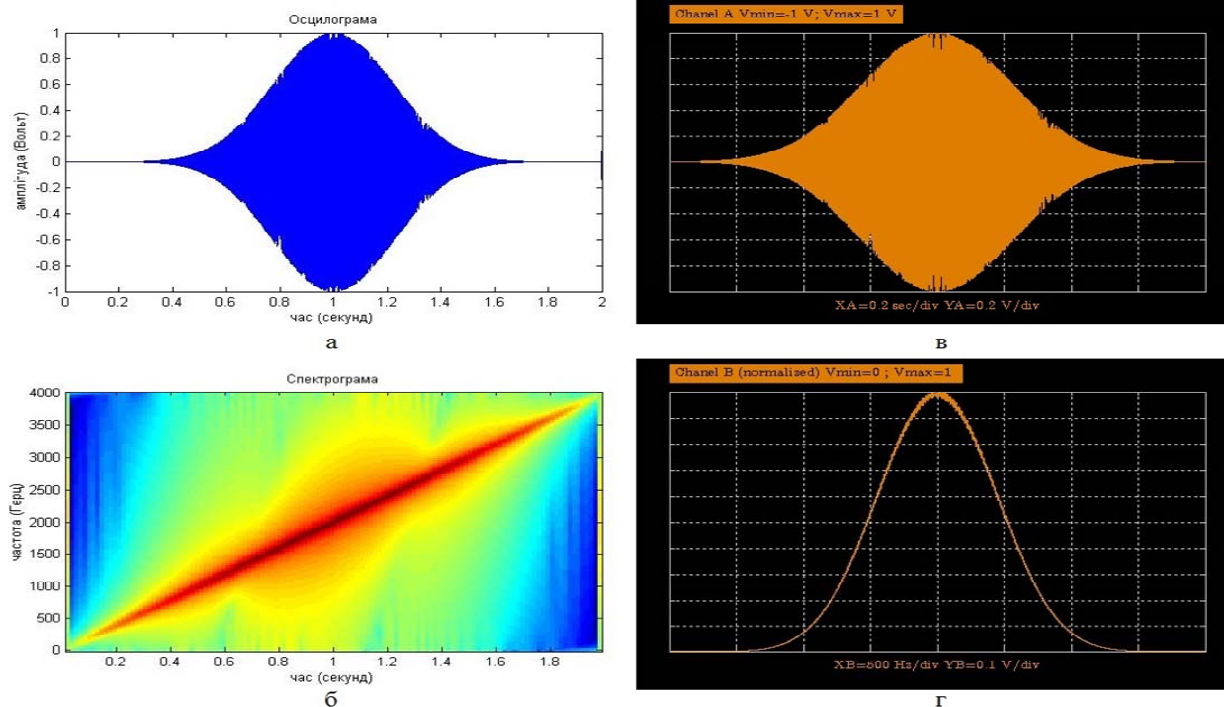 Осцилограма
амплітуда (Вольт)
1
0.8
0.6
0.4
0.2
0
-0.2
-0.4
-0.6
-0.8
-1
0 0.2 0.4 0.6 0.8 1 1.2 1.4 1.6 1.8 2
час (секунд)
а
Chanel A Vmin=-1 V; Vmax=1 V
XA=0.2 sec/div YA=0.2 V/div
в
Спектрограма
частота (Герц)
4000
3500
3000
2500
2000
1500
1000
500
0
0.2 0.4 0.6 0.8 1 1.2 1.4 1.6 1.8
час (секунд)
б
Chanel B (normalized) Vmin=0 ; Vmax=1
XB=500 Hz/div YB=0.1 V/div
г